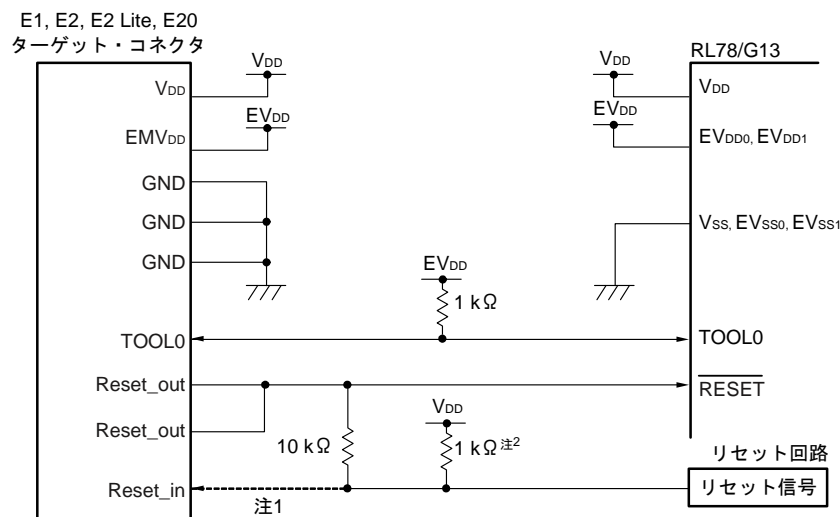 E1, E2, E2 Lite, E20
ターゲット・コネクタ
VDD
EMVDD
GND
GND
GND
TOOL0
Reset_out
Reset_out
Reset_in
VDD
EVDD
EVDD
1 kΩ
10 kΩ
VDD
1 kΩ 注2
注1
VDD
EVDD
RL78/G13
VDD
EVDD0, EVDD1
VSS, EVSS0, EVSS1
TOOL0
RESET
リセット回路
リセット信号